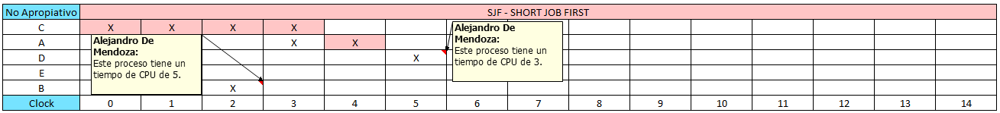 No Apropiativo SJF - SHORT JOB FIRST
C X X X X
A X X
D X
E
B X
Clock 0 1 2 3 4 5 6 7 8 9 10 11 12 13 14
Alejandro De
Mendoza:
Este proceso tiene un
tiempo de CPU de 5.
Alejandro De
Mendoza:
Este proceso tiene un
tiempo de CPU de 3.